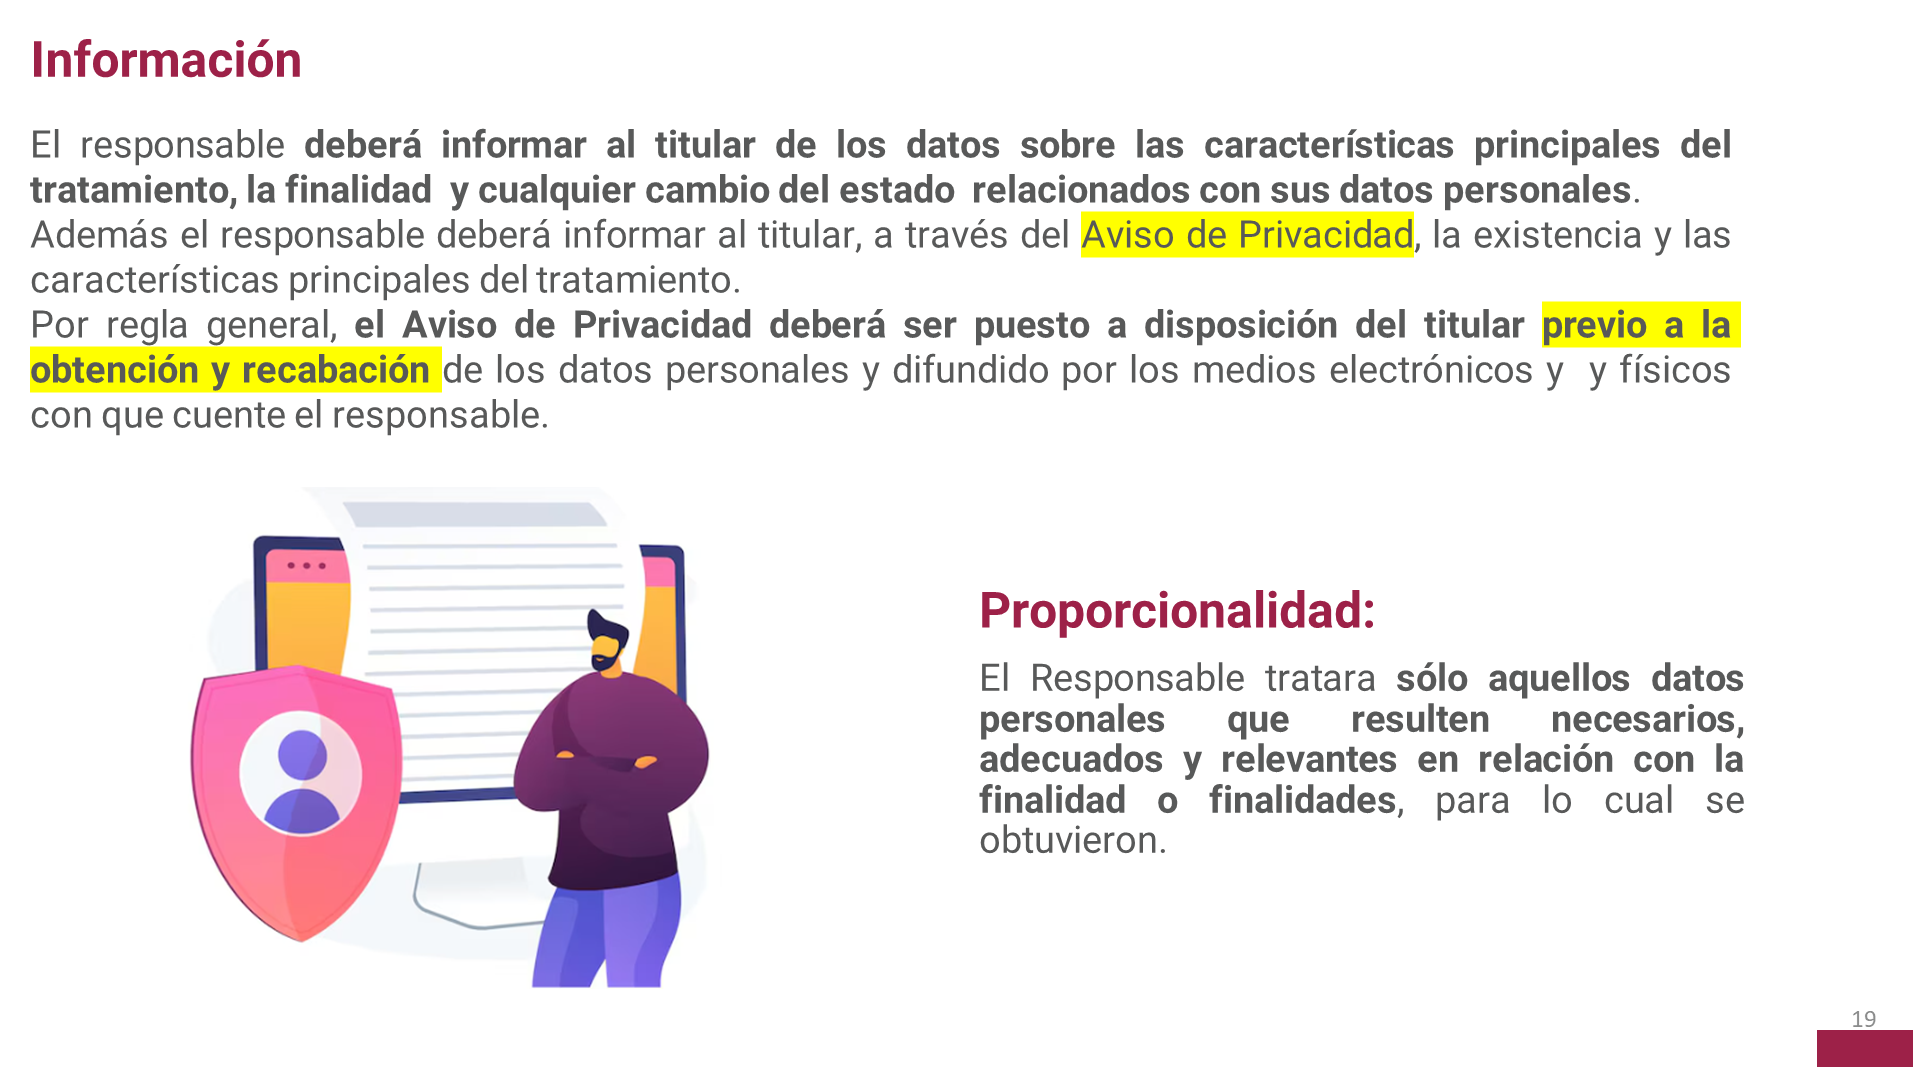 Información
El responsable deberá informar al titular de los datos sobre las características principales del
tratamiento, la finalidad y cualquier cambio del estado relacionados con sus datos personales.
Además el responsable deberá informar al titular, a través del Aviso de Privacidad, la existencia y las
características principales del tratamiento.
Por regla general, el Aviso de Privacidad deberá ser puesto a disposición del titular previo a la
obtención y recabación de los datos personales y difundido por los medios electrónicos y y físicos
con que cuente el responsable.
Proporcionalidad:
El Responsable tratara sólo aquellos datos
personales que resulten necesarios,
adecuados y relevantes en relación con la
finalidad o finalidades, para lo cual se
obtuvieron.
19